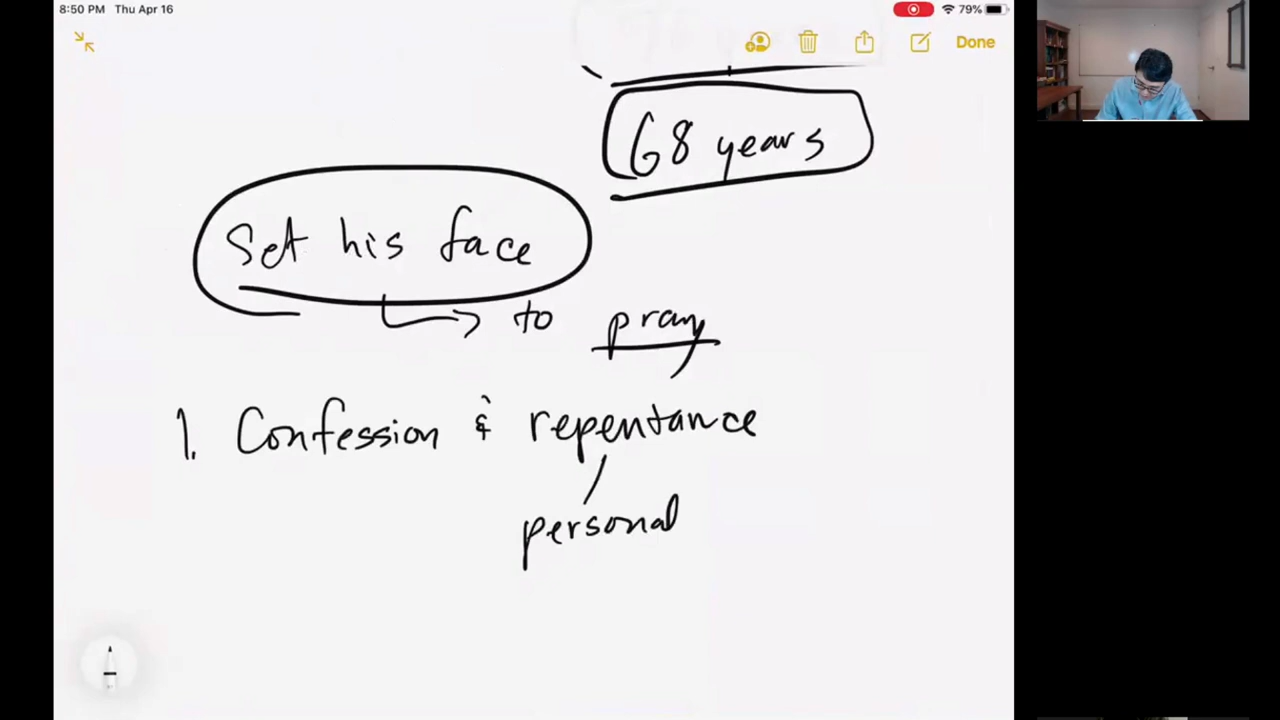 8:50 PM Thu Apr 16
79%
Done
68 years
Set his face
to pray
1. Confession & repentance
personal